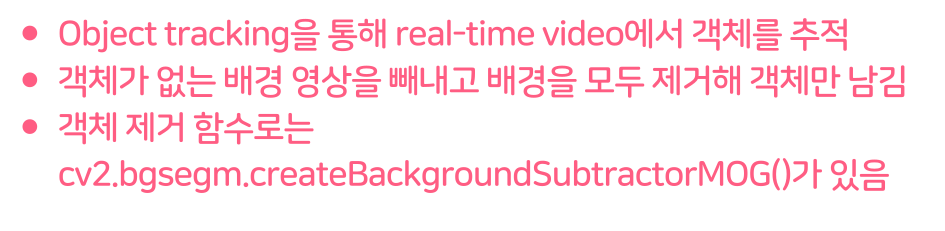 • Object tracking을 통해 real-time video에서 객체를 추적
• 객체가 없는 배경 영상을 빼내고 배경을 모두 제거해 객체만 남김
• 객체 제거 함수로는
cv2.bgsegm.createBackgroundSubtractorMOG()가 있음